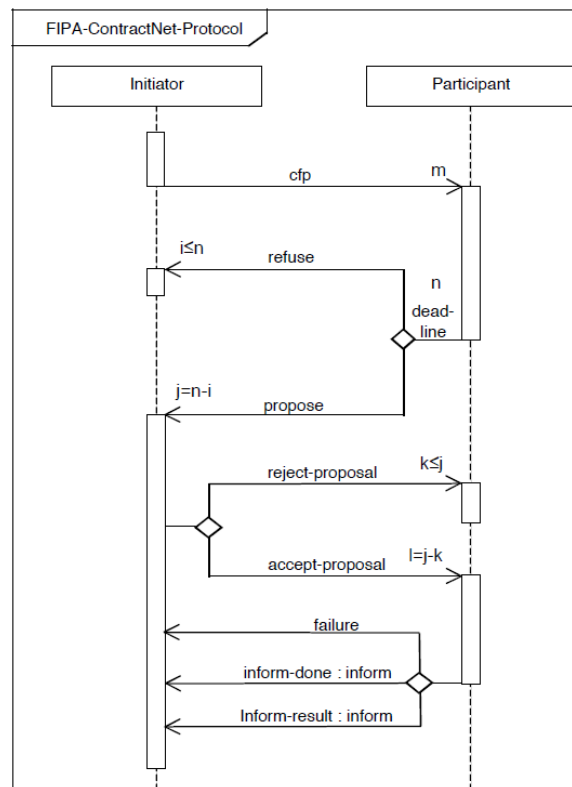 FIPA-ContractNet-Protocol
Initiator
Participant
cfp
m
i≤n
refuse
n
dead-
line
j=n-i
propose
reject-proposal
k≤j
accept-proposal
l=j-k
failure
inform-done : inform
Inform-result : inform